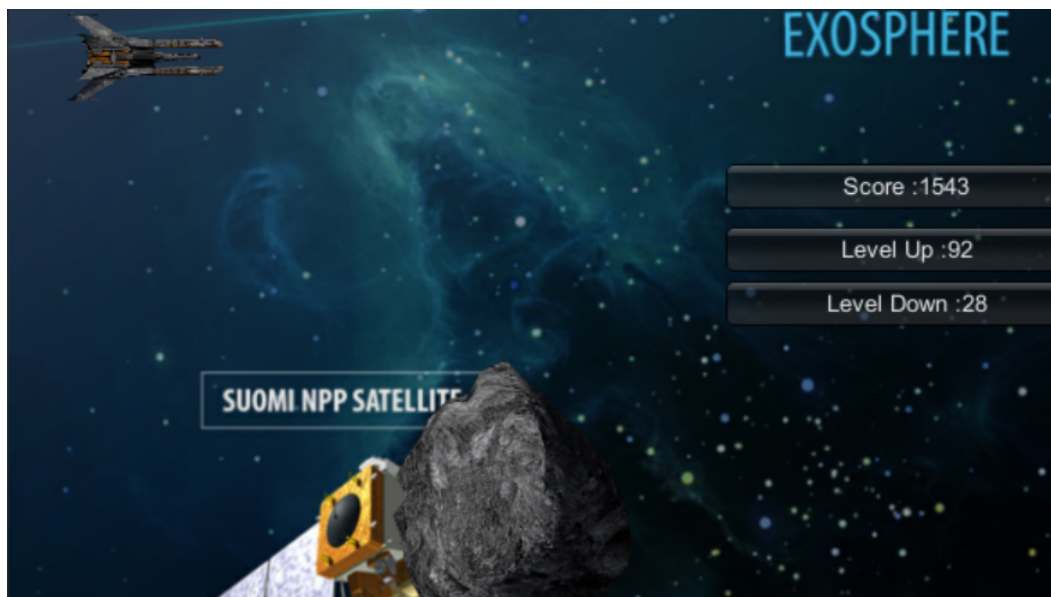 EXOSPHERE
Score :1543
Level Up :92
Level Down :28
SUOMI NPP SATELLITE